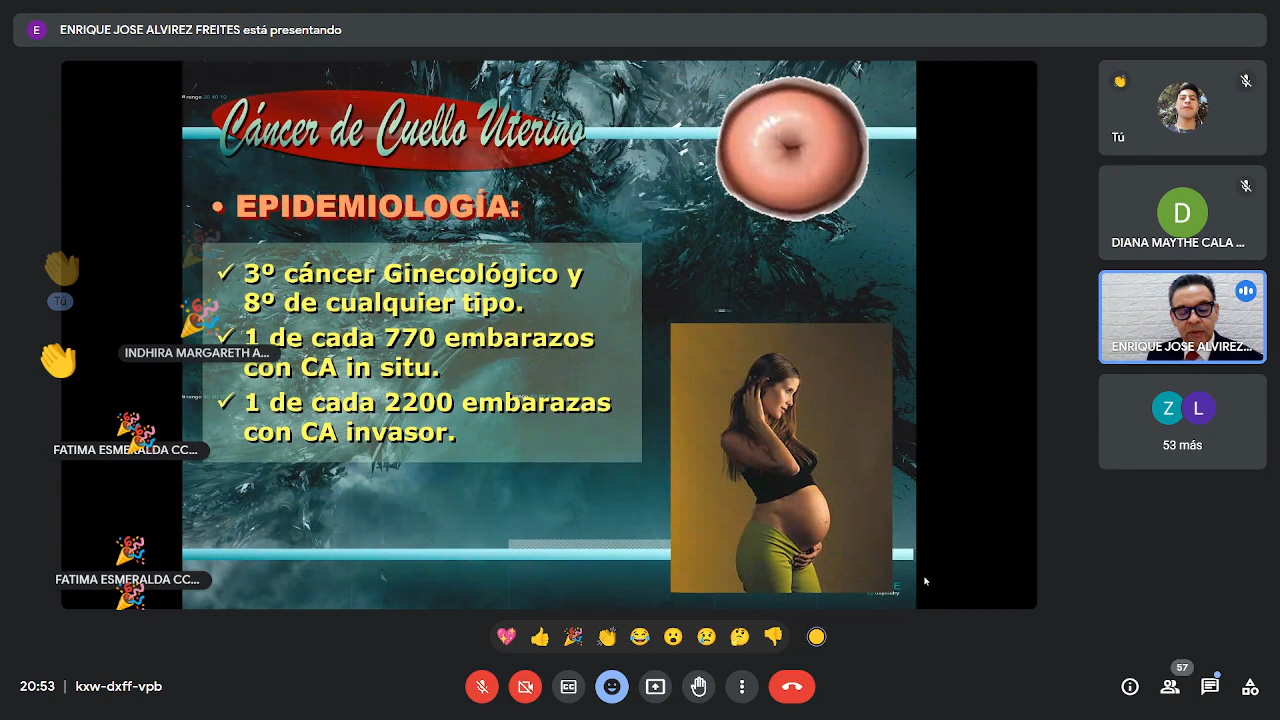 E
ENRIQUE JOSE ALVIREZ FREITES está presentando
Cáncer de Cuello Uterino
• EPIDEMIOLOGÍA:
✓ 3º cáncer Ginecológico y
8º de cualquier tipo.
✓ 1 de cada 770 embarazos
con CA in situ.
✓ 1 de cada 2200 embarazas
con CA invasor.
Tú
INDHIRA MARGARETH A...
FATIMA ESMERALDA CC...
FATIMA ESMERALDA CC...
Tú
D
DIANA MAYTHE CALA ...
ENRIQUE JOSE ALVIREZ...
Z L
53 más
20:53 | kxw-dxff-vpb
CC
57